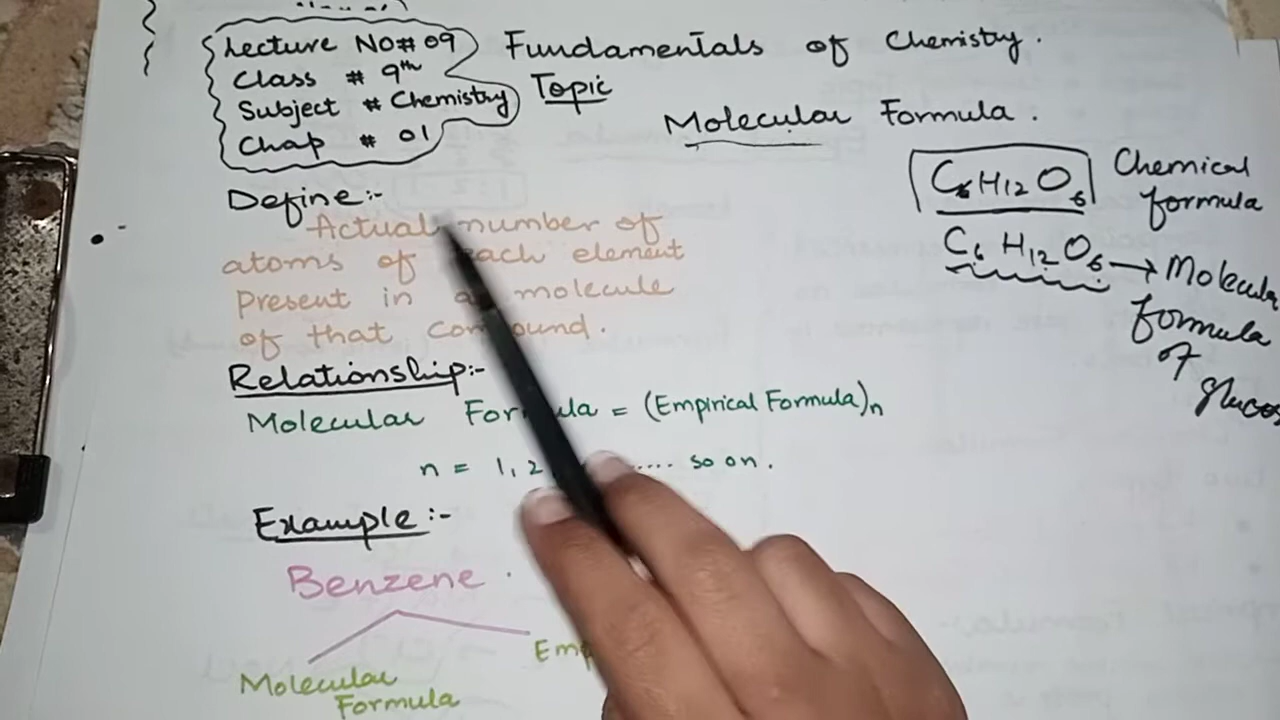 Lecture No# 09
Class # 9th
Subject # Chemistry
Chap # 01
Fundamentals of Chemistry.
Topic
Molecular Formula.
C6H12O6 Chemical
formula
C6H12O6 → Molecular
formula
of
Define:-
Actual number of
atoms of each element
Present in a molecule
of that compound.
Relationship:-
Molecular Formula = (Empirical Formula)n
n = 1, 2 .... so on.
Example:-
Benzene
Molecular
Formula